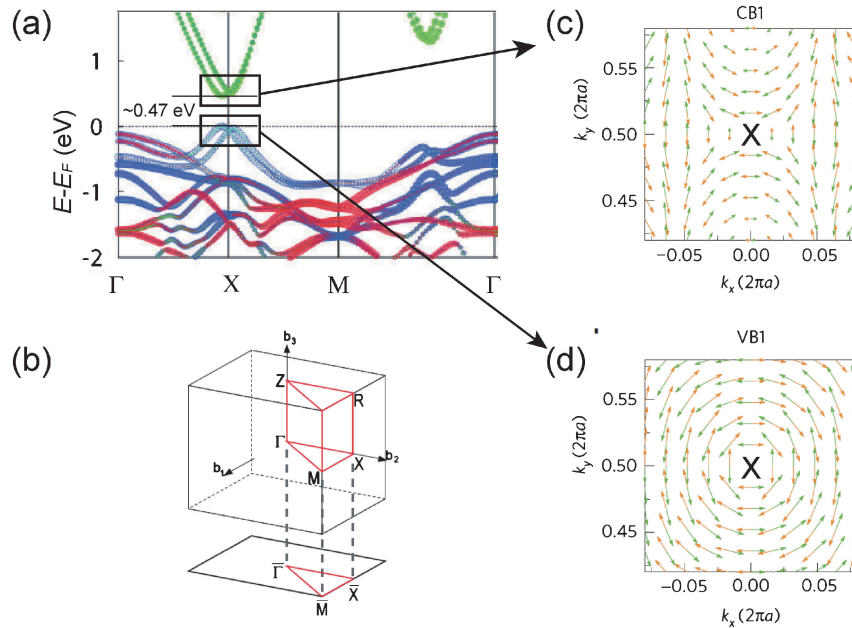 (a)
1
0
-1
-2
E-E_F (eV)
~0.47 eV
Γ
X
M
Γ
(b)
b₃
Z
R
Γ
X
b₂
b₁
M
Γ̅
M̅
X̅
(c)
CB1
0.55
0.50
0.45
k_y (2πa)
X
−0.05
0.00
0.05
k_x (2πa)
(d)
VB1
0.55
0.50
0.45
k_y (2πa)
X
−0.05
0.00
0.05
k_x (2πa)